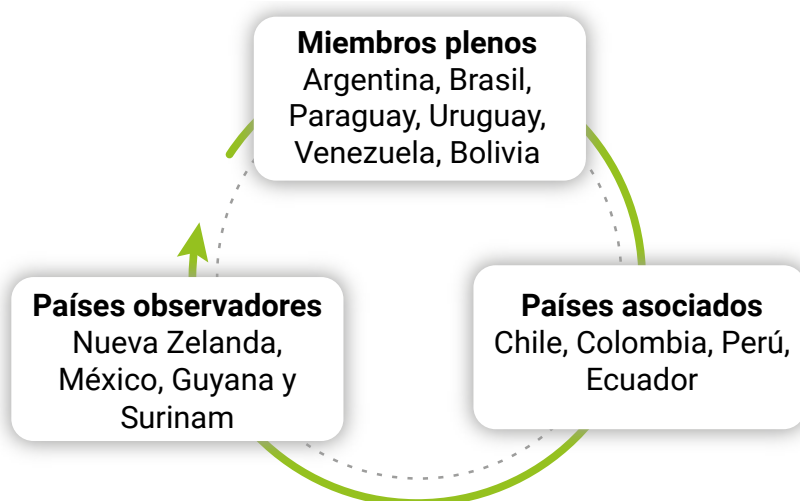 Miembros plenos
Argentina, Brasil,
Paraguay, Uruguay,
Venezuela, Bolivia
Países observadores
Nueva Zelanda,
México, Guyana y
Surinam
Países asociados
Chile, Colombia, Perú,
Ecuador